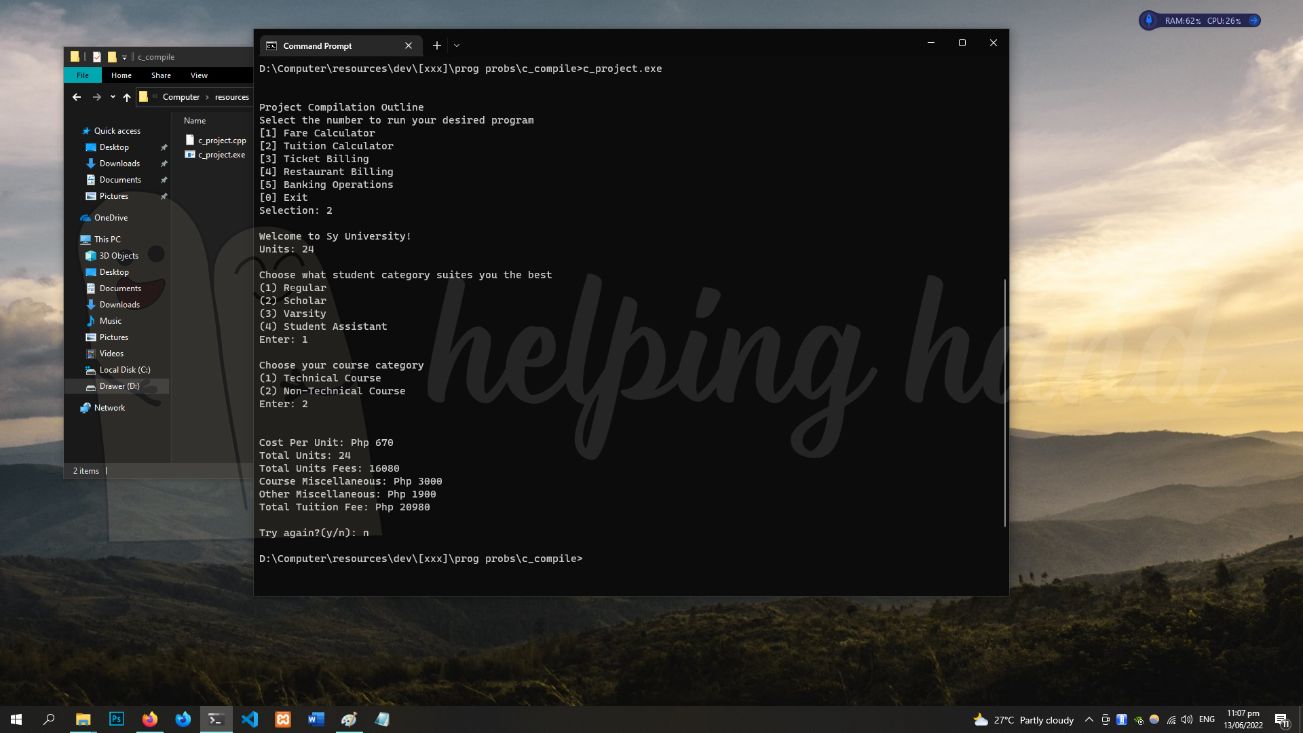 RAM:62% CPU:26%
c_compile
File Home Share View
Computer › resources
Name
Quick access
Desktop
Downloads
Documents
Pictures
OneDrive
This PC
3D Objects
Desktop
Documents
Downloads
Music
Pictures
Videos
Local Disk (C:)
Drawer (D:)
Network
c_project.cpp
c_project.exe
2 items
Command Prompt
D:\Computer\resources\dev\[xxx]\prog probs\c_compile>c_project.exe
Project Compilation Outline
Select the number to run your desired program
[1] Fare Calculator
[2] Tuition Calculator
[3] Ticket Billing
[4] Restaurant Billing
[5] Banking Operations
[0] Exit
Selection: 2
Welcome to Sy University!
Units: 24
Choose what student category suites you the best
(1) Regular
(2) Scholar
(3) Varsity
(4) Student Assistant
Enter: 1
Choose your course category
(1) Technical Course
(2) Non-Technical Course
Enter: 2
Cost Per Unit: Php 670
Total Units: 24
Total Units Fees: 16080
Course Miscellaneous: Php 3000
Other Miscellaneous: Php 1900
Total Tuition Fee: Php 20980
Try again?(y/n): n
D:\Computer\resources\dev\[xxx]\prog probs\c_compile>
helping hand
Ps
27°C Partly cloudy
ENG
11:07 pm
13/06/2022